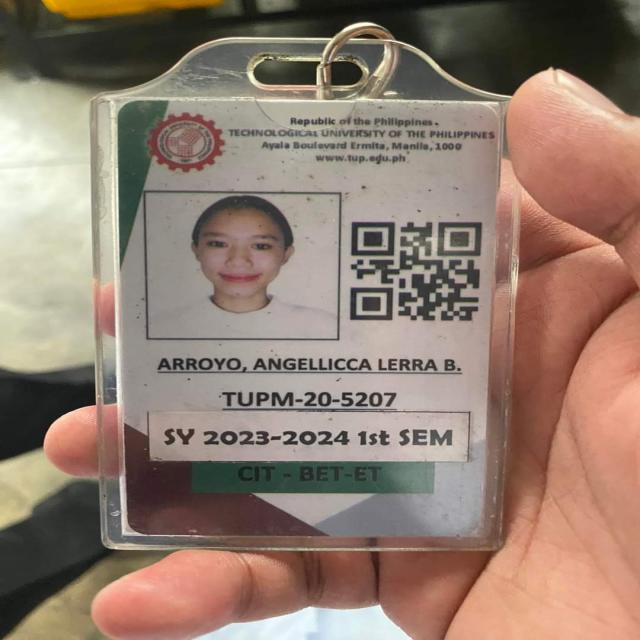 Republic of the Philippines
TECHNOLOGICAL UNIVERSITY OF THE PHILIPPINES
Ayala Boulevard Ermita, Manila, 1000
www.tup.edu.ph
ARROYO, ANGELLICCA LERRA B.
TUPM-20-5207
SY 2023-2024 1st SEM
CIT - BET-ET